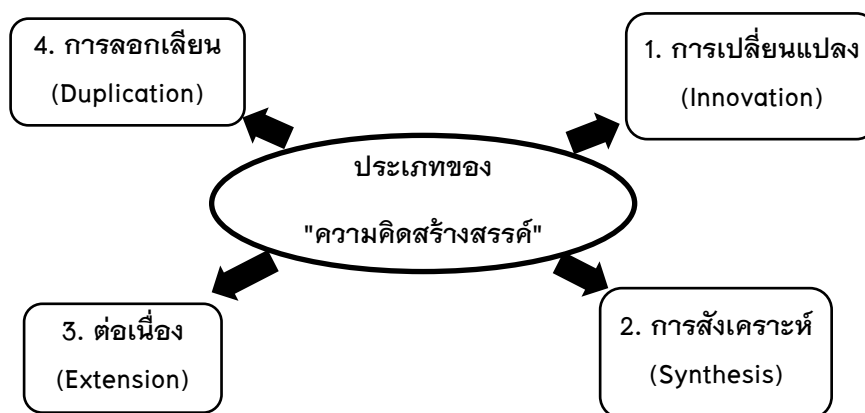 4. การลอกเลียน
(Duplication)
1. การเปลี่ยนแปลง
(Innovation)
ประเภทของ
"ความคิดสร้างสรรค์"
3. ต่อเนื่อง
(Extension)
2. การสังเคราะห์
(Synthesis)